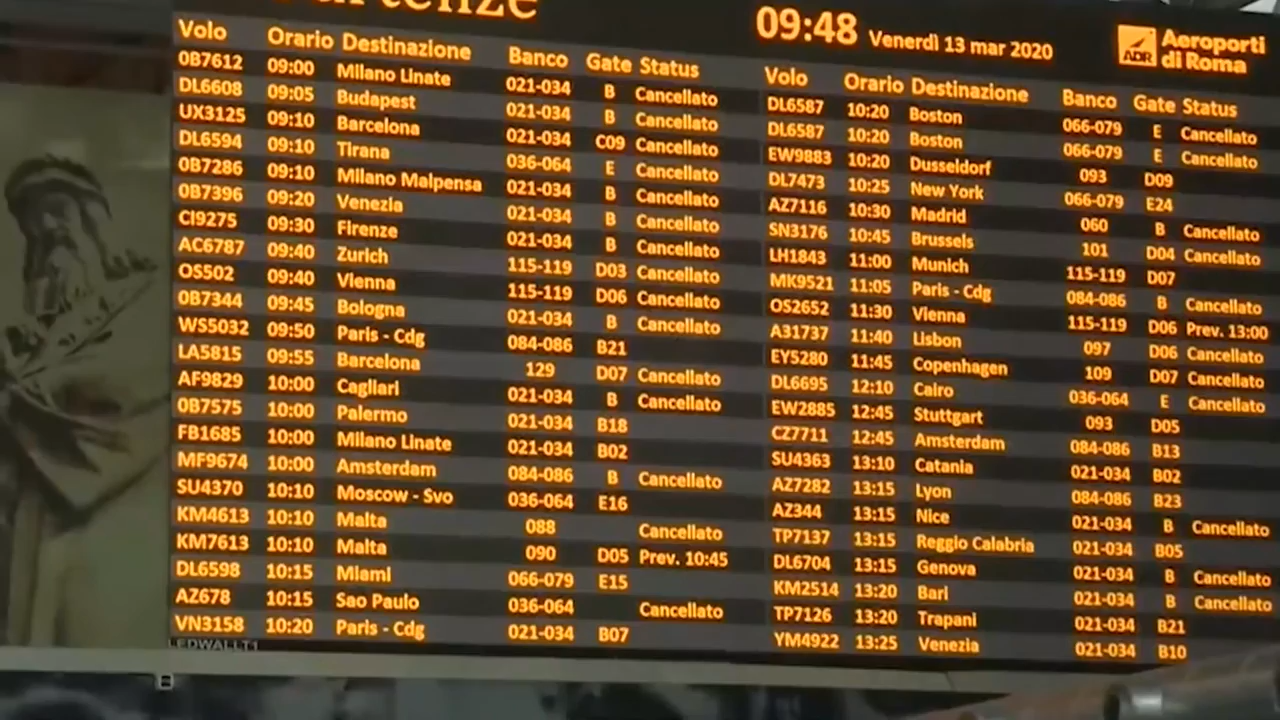 09:48 Venerdì 13 mar 2020
ADR Aeroporti
di Roma
Volo Orario Destinazione Banco Gate Status
0B7612 09:00 Milano Linate 021-034 B Cancellato
DL6608 09:05 Budapest 021-034 B Cancellato
UX3125 09:10 Barcelona 021-034 C09 Cancellato
DL6594 09:10 Tirana 036-064 E Cancellato
0B7286 09:10 Milano Malpensa 021-034 B Cancellato
0B7396 09:20 Venezia 021-034 B Cancellato
CI9275 09:30 Firenze 021-034 B Cancellato
AC6787 09:40 Zurich 115-119 D03 Cancellato
OS502 09:40 Vienna 115-119 D06 Cancellato
0B7344 09:45 Bologna 021-034 B Cancellato
WS5032 09:50 Paris - Cdg 084-086 B21
LA5815 09:55 Barcelona 129 D07 Cancellato
AF9829 10:00 Cagliari 021-034 B Cancellato
0B7575 10:00 Palermo 021-034 B18
FB1685 10:00 Milano Linate 021-034 B02
MF9674 10:00 Amsterdam 084-086 B Cancellato
SU4370 10:10 Moscow - Svo 036-064 E16
KM4613 10:10 Malta 088 Cancellato
KM7613 10:10 Malta 090 D05 Prev. 10:45
DL6598 10:15 Miami 066-079 E15
AZ678 10:15 Sao Paulo 036-064 Cancellato
VN3158 10:20 Paris - Cdg 021-034 B07
LEDWALLT1
Volo Orario Destinazione Banco Gate Status
DL6587 10:20 Boston 066-079 E Cancellato
DL6587 10:20 Boston 066-079 E Cancellato
EW9883 10:20 Dusseldorf 093 D09
DL7473 10:25 New York 066-079 E24
AZ7116 10:30 Madrid 060 B Cancellato
SN3176 10:45 Brussels 101 D04 Cancellato
LH1843 11:00 Munich 115-119 D07
MK9521 11:05 Paris - Cdg 084-086 B Cancellato
OS2652 11:30 Vienna 115-119 D06 Prev. 13:00
A31737 11:40 Lisbon 097 D06 Cancellato
EY5280 11:45 Copenhagen 109 D07 Cancellato
DL6695 12:10 Cairo 036-064 E Cancellato
EW2885 12:45 Stuttgart 093 D05
CZ7711 12:45 Amsterdam 084-086 B13
SU4363 13:10 Catania 021-034 B02
AZ7282 13:15 Lyon 084-086 B23
AZ344 13:15 Nice 021-034 B Cancellato
TP7137 13:15 Reggio Calabria 021-034 B05
DL6704 13:15 Genova 021-034 B Cancellato
KM2514 13:20 Bari 021-034 B Cancellato
TP7126 13:20 Trapani 021-034 B21
YM4922 13:25 Venezia 021-034 B10